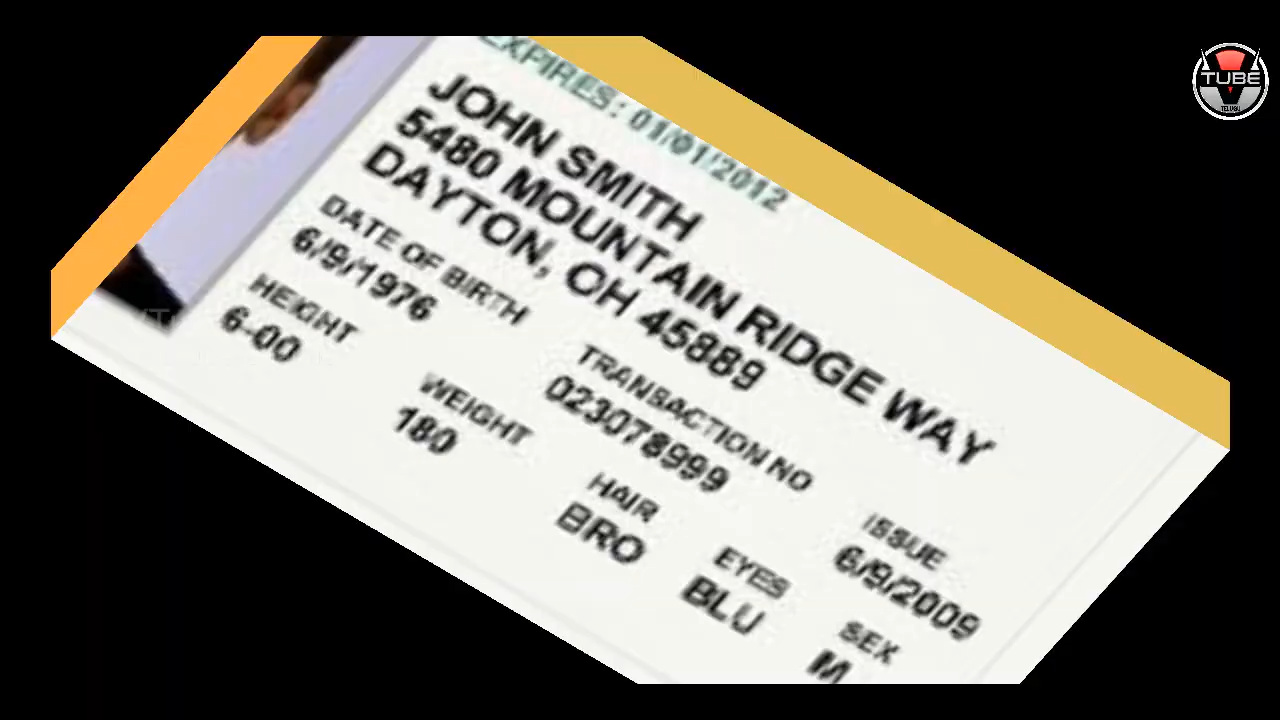 EXPIRES: 01/01/2012
JOHN SMITH
5480 MOUNTAIN RIDGE WAY
DAYTON, OH 45889
DATE OF BIRTH
6/9/1976
HEIGHT
6-00
WEIGHT
180
TRANSACTION NO
023078999
HAIR
BRO
EYES
BLU
ISSUE
6/9/2009
SEX
M
TUBE
TELUGU